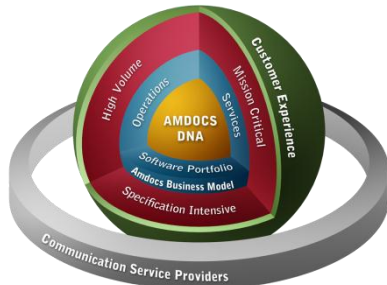 High Volume
Mission Critical
Customer Experience
Operations
Services
AMDOCS
DNA
Software Portfolio
Amdocs Business Model
Specification Intensive
Communication Service Providers